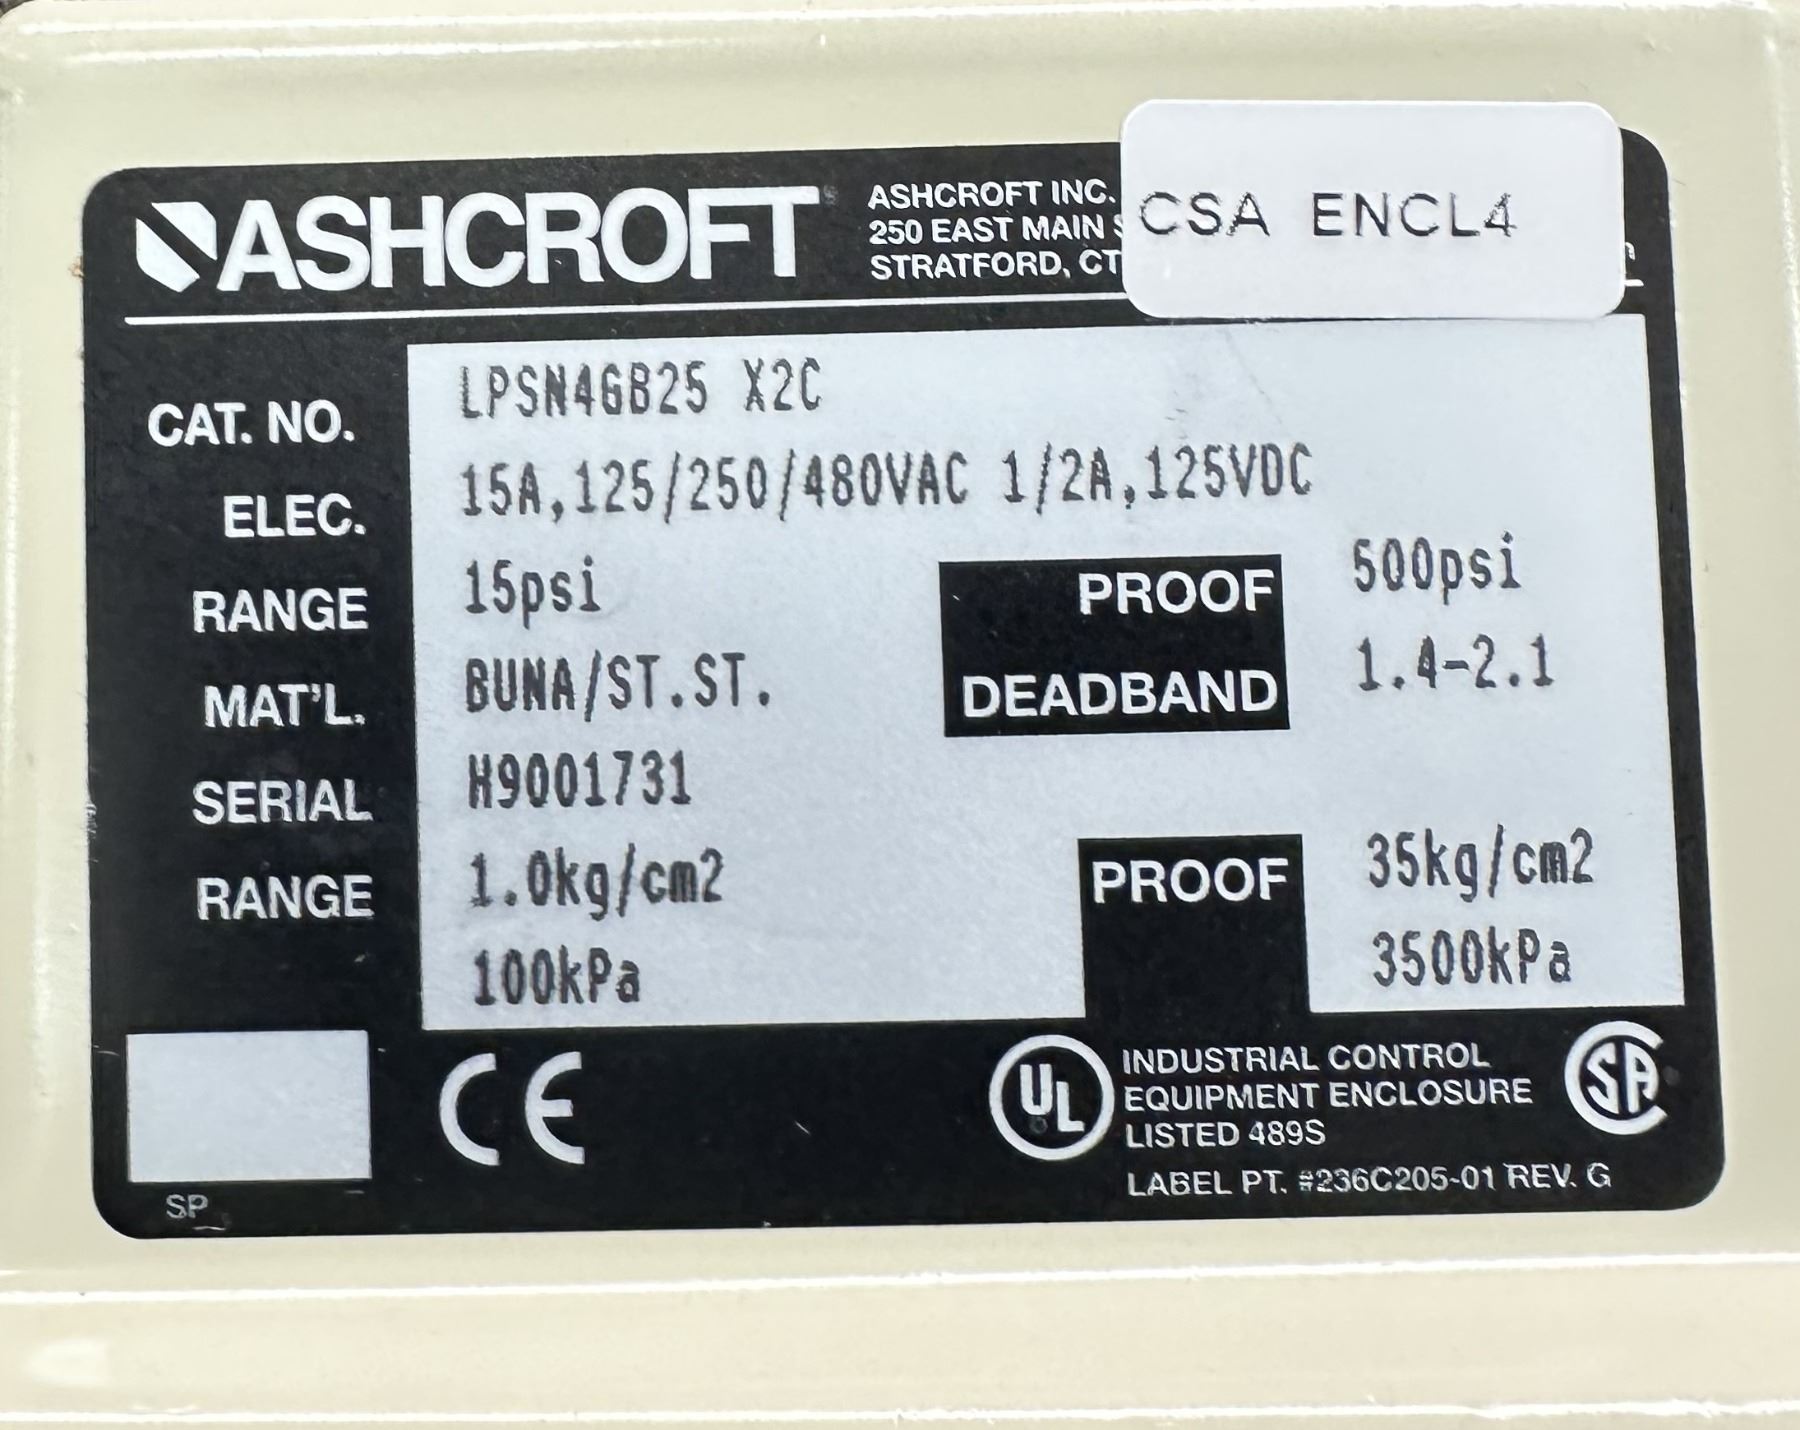 ASHCROFT
ASHCROFT INC.
250 EAST MAIN
STRATFORD, CT
CSA ENCL4
CAT. NO. LPSN4GB25 X2C
ELEC. 15A,125/250/480VAC 1/2A,125VDC
RANGE 15psi PROOF 500psi
MAT'L. BUNA/ST.ST. DEADBAND 1.4-2.1
SERIAL H9001731
RANGE 1.0kg/cm2 PROOF 35kg/cm2
100kPa 3500kPa
CE
UL
INDUSTRIAL CONTROL
EQUIPMENT ENCLOSURE
LISTED 489S
SA
LABEL PT. #236C205-01 REV. G
SP